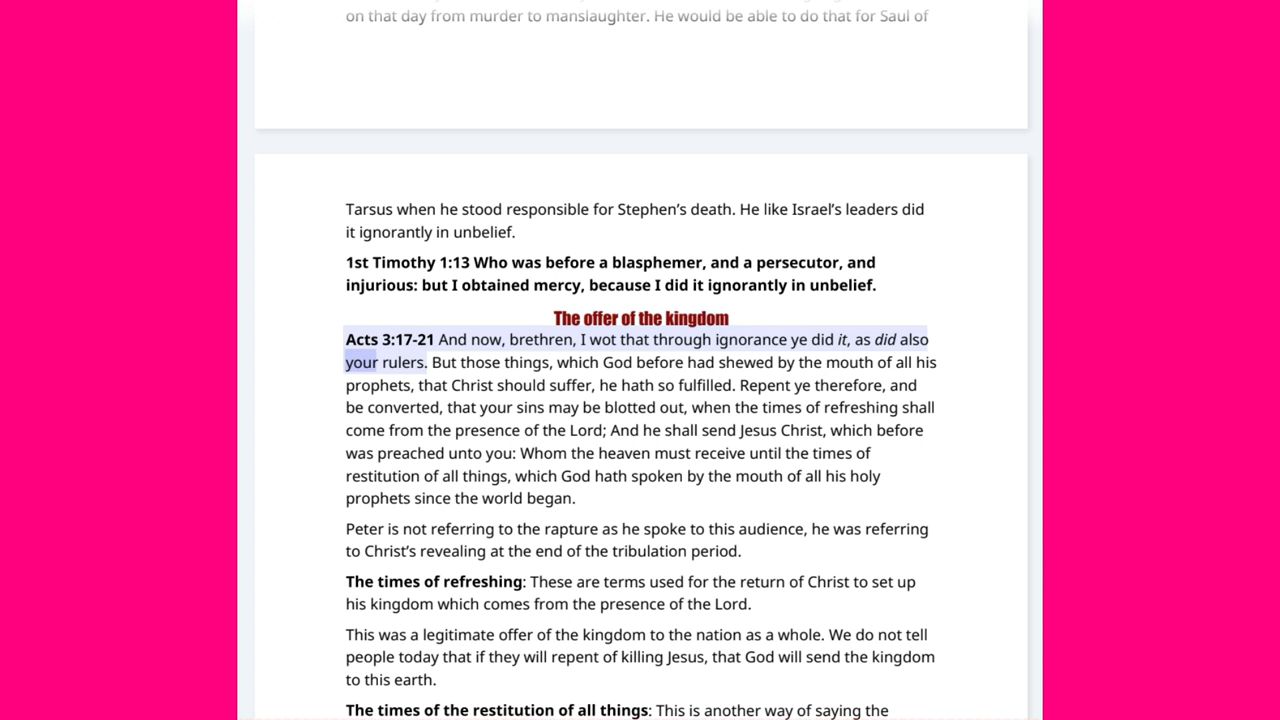 on that day from murder to manslaughter. He would be able to do that for Saul of
Tarsus when he stood responsible for Stephen’s death. He like Israel’s leaders did
it ignorantly in unbelief.
1st Timothy 1:13 Who was before a blasphemer, and a persecutor, and
injurious: but I obtained mercy, because I did it ignorantly in unbelief.
The offer of the kingdom
Acts 3:17-21 And now, brethren, I wot that through ignorance ye did it, as did also
your rulers. But those things, which God before had shewed by the mouth of all his
prophets, that Christ should suffer, he hath so fulfilled. Repent ye therefore, and
be converted, that your sins may be blotted out, when the times of refreshing shall
come from the presence of the Lord; And he shall send Jesus Christ, which before
was preached unto you: Whom the heaven must receive until the times of
restitution of all things, which God hath spoken by the mouth of all his holy
prophets since the world began.
Peter is not referring to the rapture as he spoke to this audience, he was referring
to Christ’s revealing at the end of the tribulation period.
The times of refreshing: These are terms used for the return of Christ to set up
his kingdom which comes from the presence of the Lord.
This was a legitimate offer of the kingdom to the nation as a whole. We do not tell
people today that if they will repent of killing Jesus, that God will send the kingdom
to this earth.
The times of the restitution of all things: This is another way of saying the